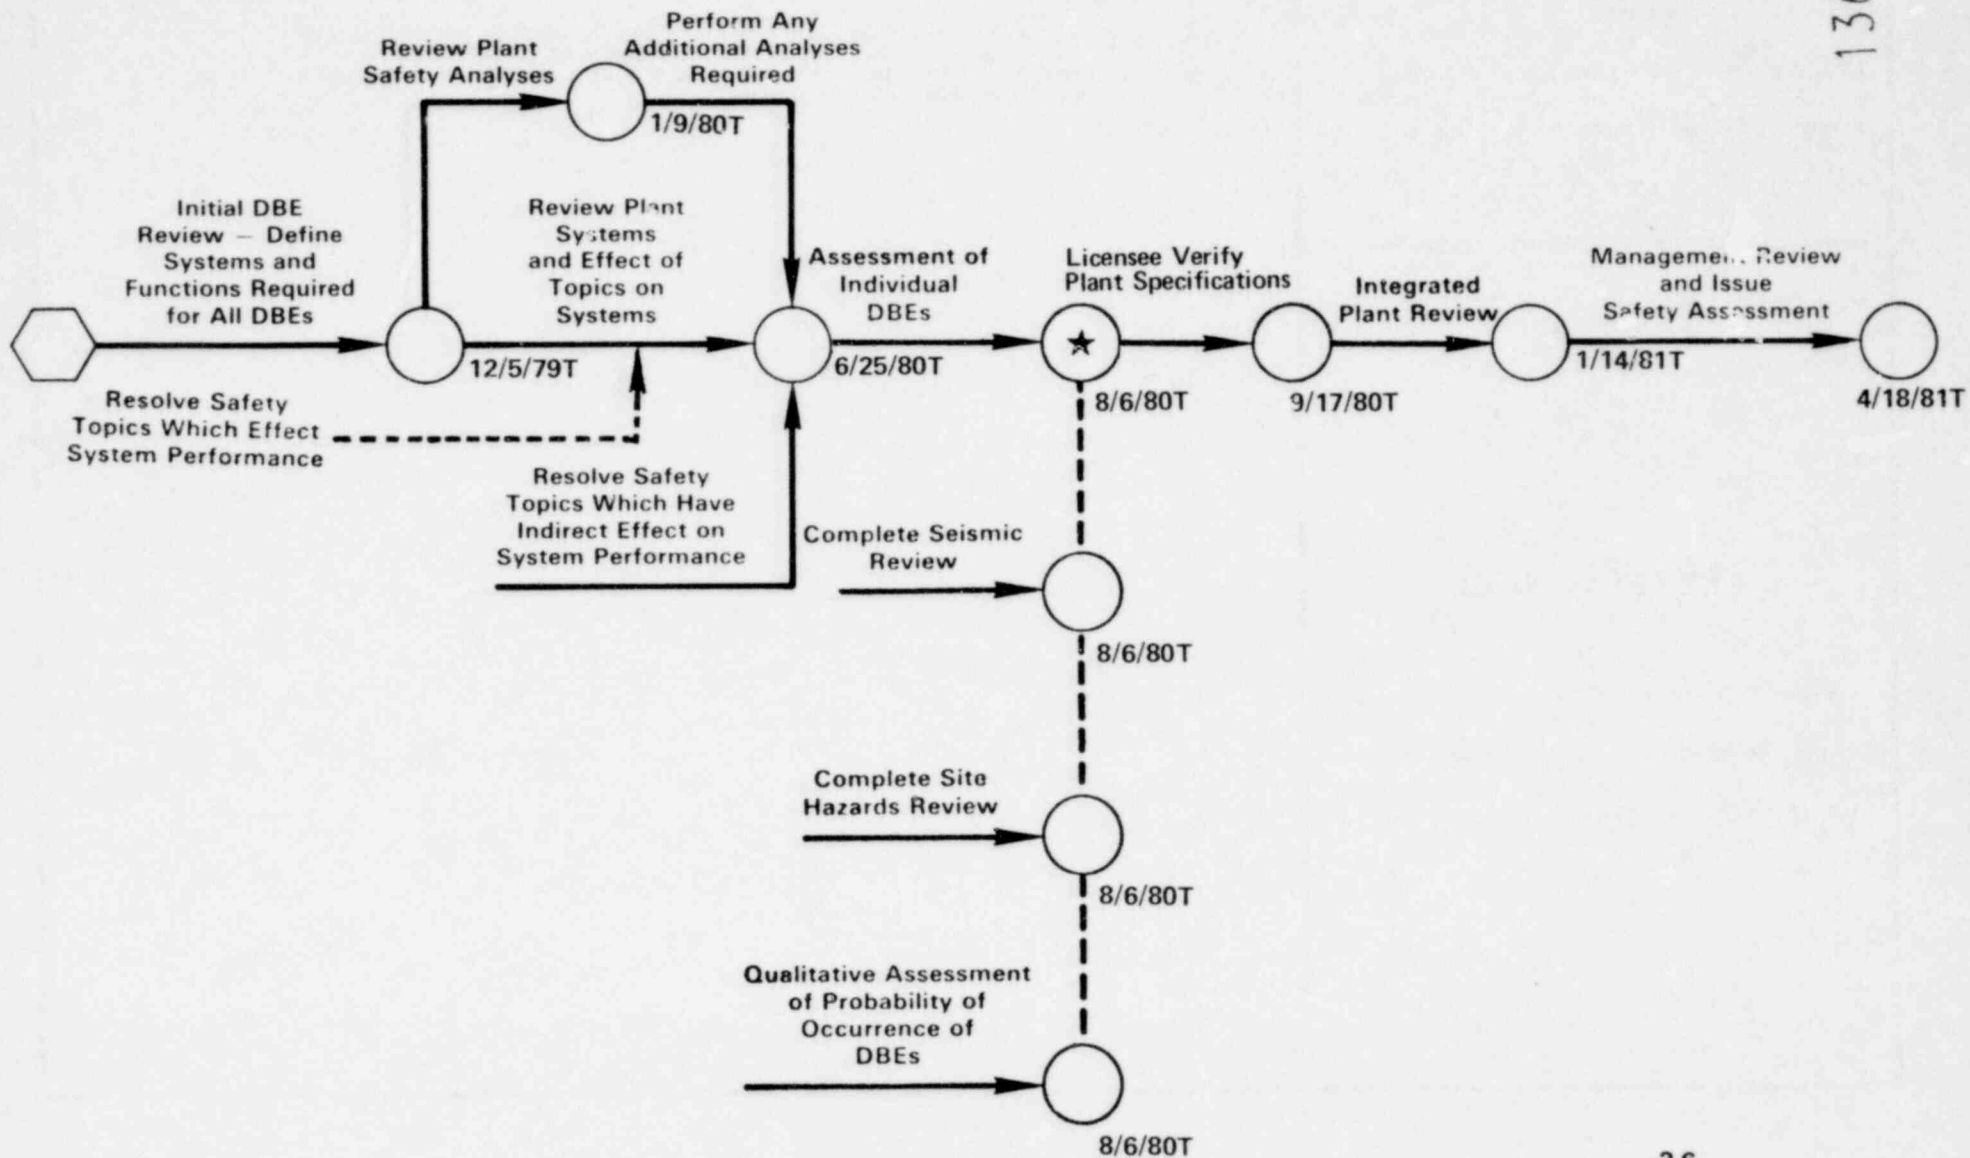 Perform Any
Additional Analyses
Required
Review Plant
Safety Analyses
1/9/80T
Initial DBE
Review — Define
Systems and
Functions Required
for All DBEs
Review Plant
Systems
and Effect of
Topics on
Systems
Assessment of
Individual
DBEs
Licensee Verify
Plant Specifications
Integrated
Plant Review
Management Review
and Issue
Safety Assessment
12/5/79T
6/25/80T
★
8/6/80T
9/17/80T
1/14/81T
4/18/81T
Resolve Safety
Topics Which Effect
System Performance
Resolve Safety
Topics Which Have
Indirect Effect on
System Performance
Complete Seismic
Review
8/6/80T
Complete Site
Hazards Review
8/6/80T
Qualitative Assessment
of Probability of
Occurrence of
DBEs
8/6/80T